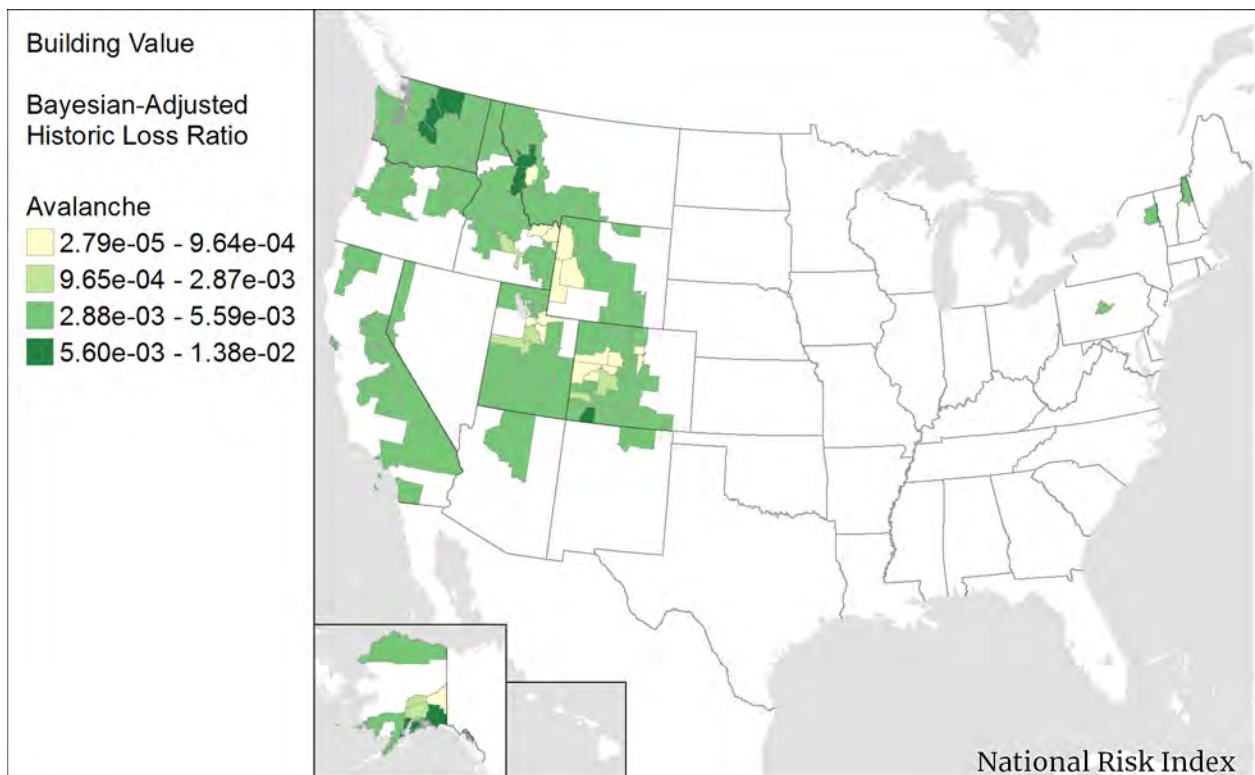 Building Value
Bayesian-Adjusted
Historic Loss Ratio
Avalanche
2.79e-05 - 9.64e-04
9.65e-04 - 2.87e-03
2.88e-03 - 5.59e-03
5.60e-03 - 1.38e-02
National Risk Index